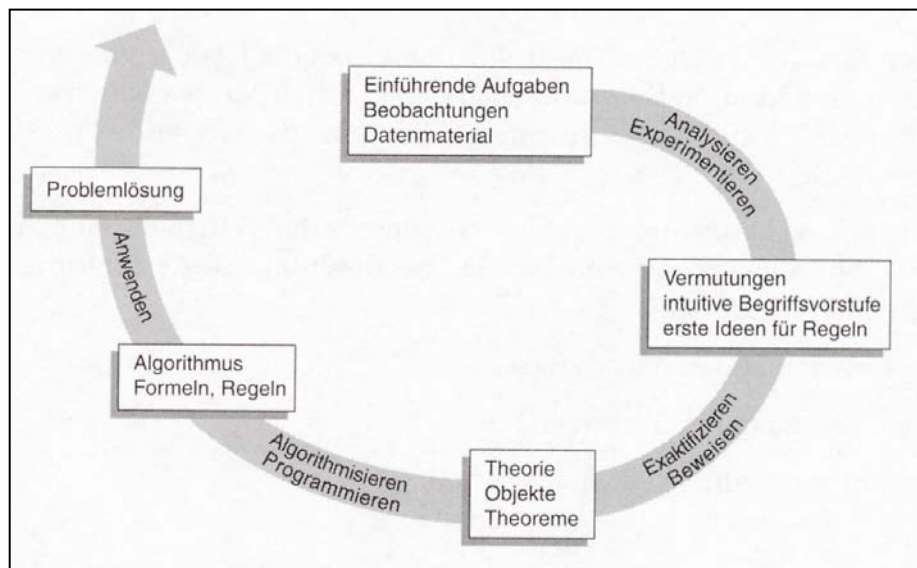 Einführende Aufgaben
Beobachtungen
Datenmaterial
Analysieren
Experimentieren
Vermutungen
intuitive Begriffsvorstufe
erste Ideen für Regeln
Exaktifizieren
Beweisen
Theorie
Objekte
Theoreme
Algorithmisieren
Programmieren
Algorithmus
Formeln, Regeln
Anwenden
Problemlösung